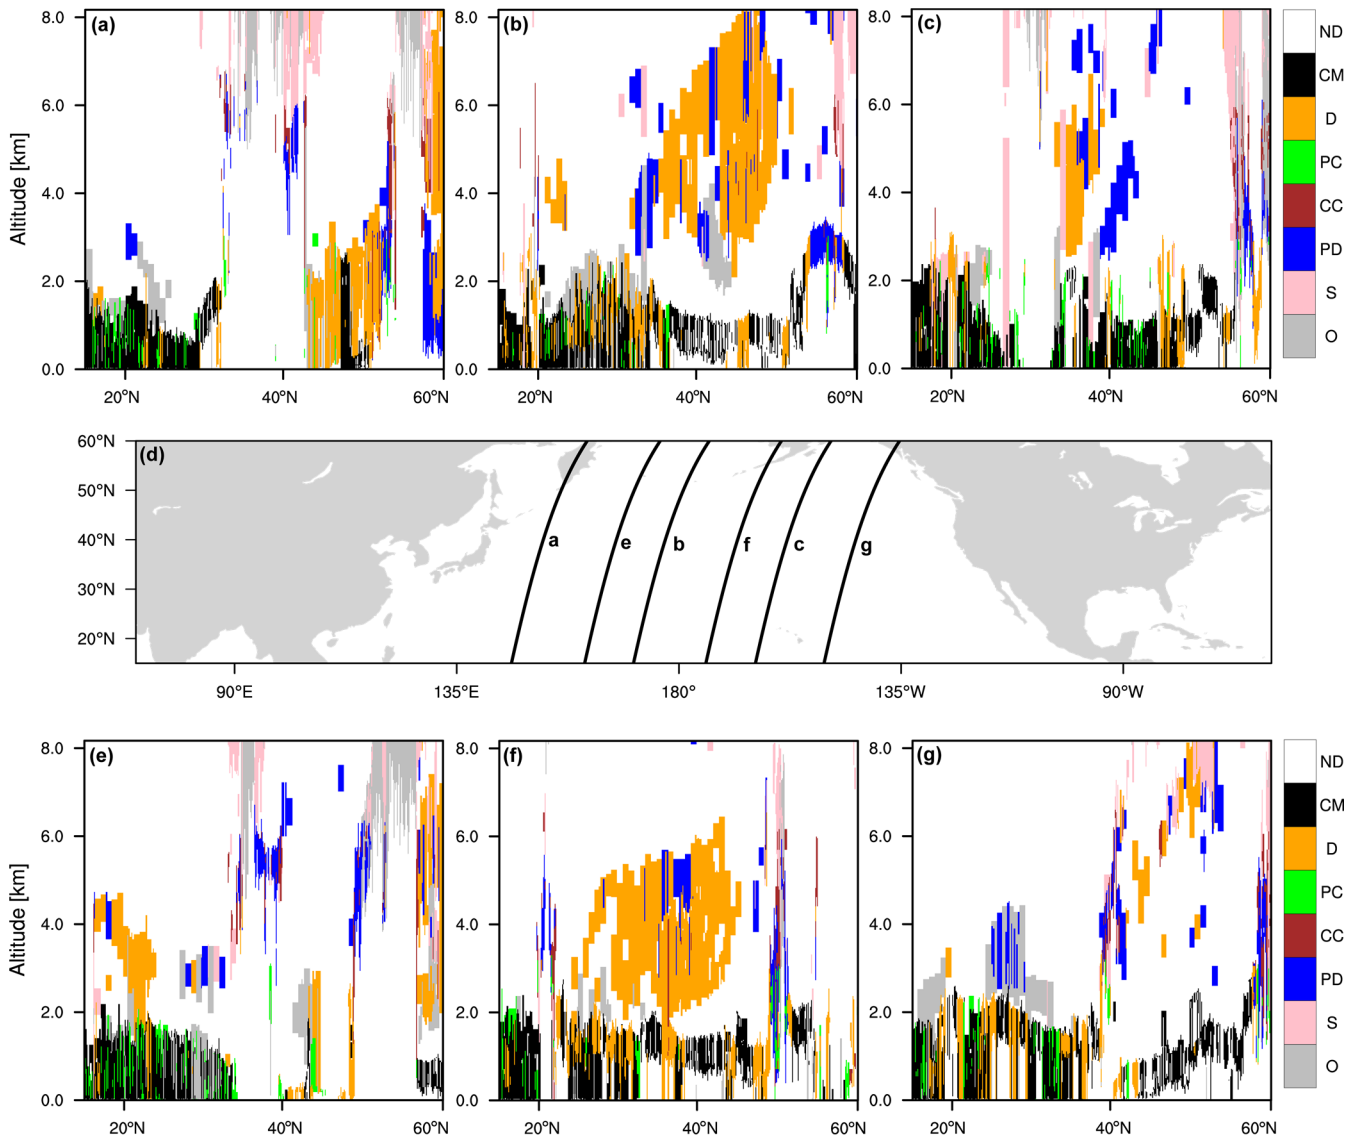 (a) (b) (c)
8.0 8.0 8.0 ND
CM
6.0 6.0 6.0 D
PC
Altitude [km] 4.0 4.0 4.0 CC
PD
2.0 2.0 2.0 S
O
0.0 0.0 0.0
20°N 40°N 60°N 20°N 40°N 60°N 20°N 40°N 60°N
60°N (d)
50°N
40°N a e b f c g
30°N
20°N
90°E 135°E 180° 135°W 90°W
(e) (f) (g)
8.0 8.0 8.0 ND
CM
6.0 6.0 6.0 D
PC
Altitude [km] 4.0 4.0 4.0 CC
PD
2.0 2.0 2.0 S
O
0.0 0.0 0.0
20°N 40°N 60°N 20°N 40°N 60°N 20°N 40°N 60°N